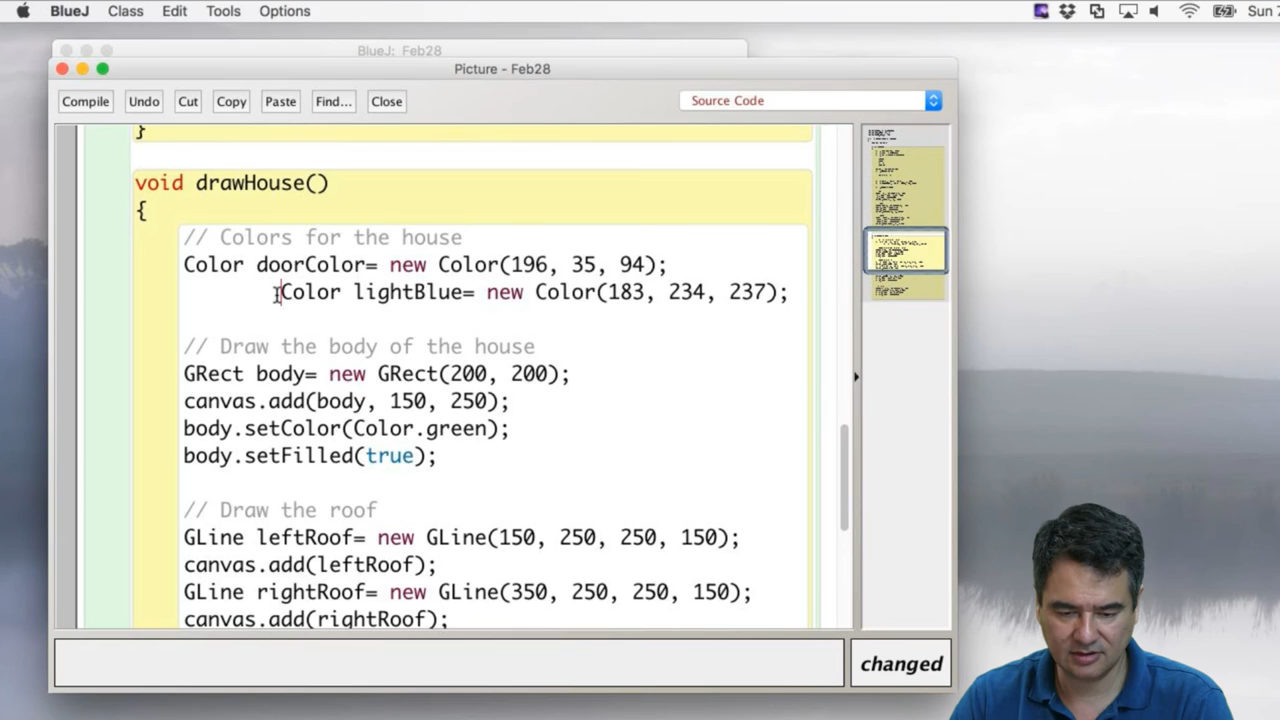 BlueJ Class Edit Tools Options Sun 7
BlueJ: Feb28
Picture - Feb28
Compile Undo Cut Copy Paste Find... Close Source Code
}
void drawHouse()
{
// Colors for the house
Color doorColor= new Color(196, 35, 94);
Color lightBlue= new Color(183, 234, 237);
// Draw the body of the house
GRect body= new GRect(200, 200);
canvas.add(body, 150, 250);
body.setColor(Color.green);
body.setFilled(true);
// Draw the roof
GLine leftRoof= new GLine(150, 250, 250, 150);
canvas.add(leftRoof);
GLine rightRoof= new GLine(350, 250, 250, 150);
canvas.add(rightRoof);
changed